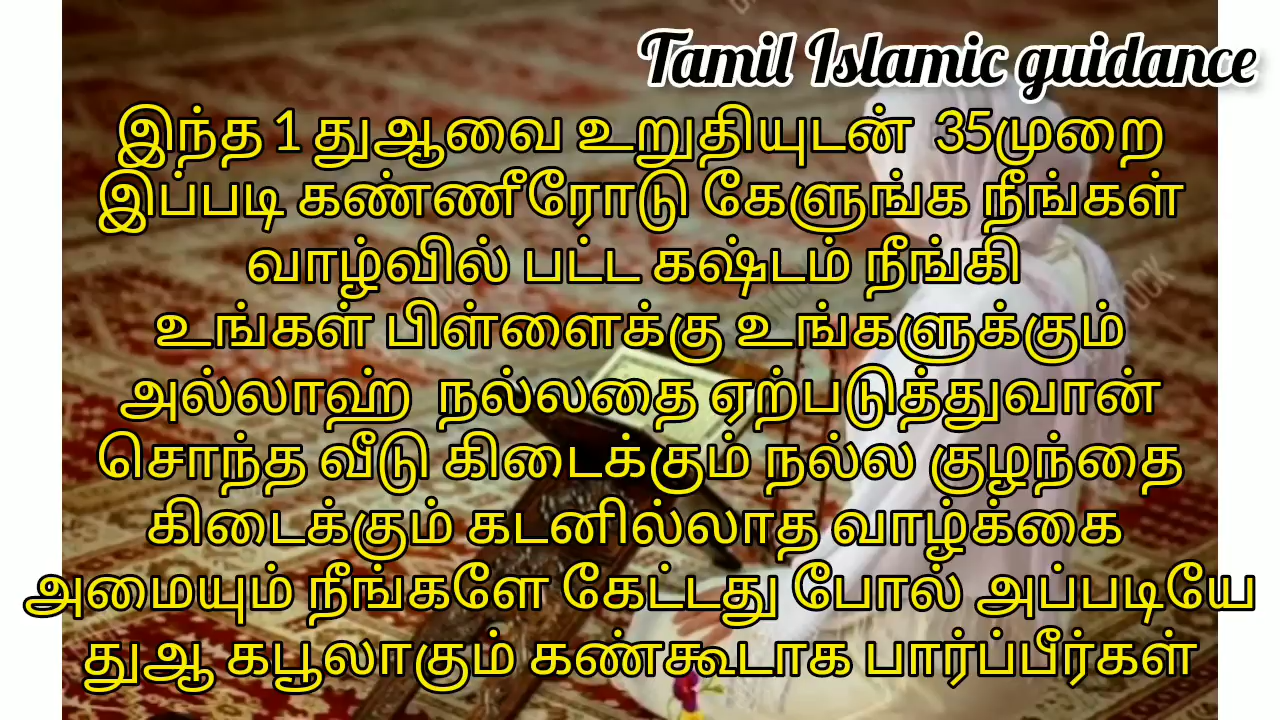 Tamil Islamic guidance
இந்த 1 துஆவை உறுதியுடன் 35முறை
இப்படி கண்ணீரோடு கேளுங்க நீங்கள்
வாழ்வில் பட்ட கஷ்டம் நீங்கி
உங்கள் பிள்ளைக்கு உங்களுக்கும்
அல்லாஹ் நல்லதை ஏற்படுத்துவான்
சொந்த வீடு கிடைக்கும் நல்ல குழந்தை
கிடைக்கும் கடனில்லாத வாழ்க்கை
அமையும் நீங்களே கேட்டது போல் அப்படியே
துஆ கபூலாகும் கண்கூடாக பார்ப்பீர்கள்